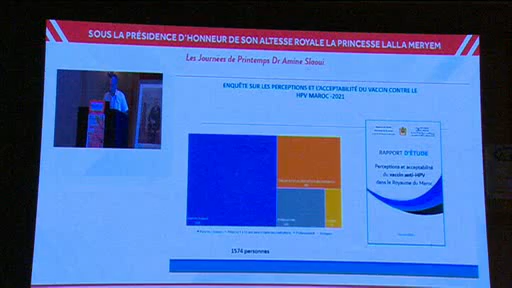 SOUS LA PRÉSIDENCE D'HONNEUR DE SON ALTESSE ROYALE LA PRINCESSE LALLA MERYEM
Les Journées de Printemps Dr Amine Slaoui
ENQUÊTE SUR LES PERCEPTIONS ET L'ACCEPTABILITÉ DU VACCIN CONTRE LE
HPV MAROC -2021
RAPPORT D'ÉTUDE
Perceptions et acceptabilité
du vaccin anti-HPV
dans le Royaume du Maroc
1574 personnes